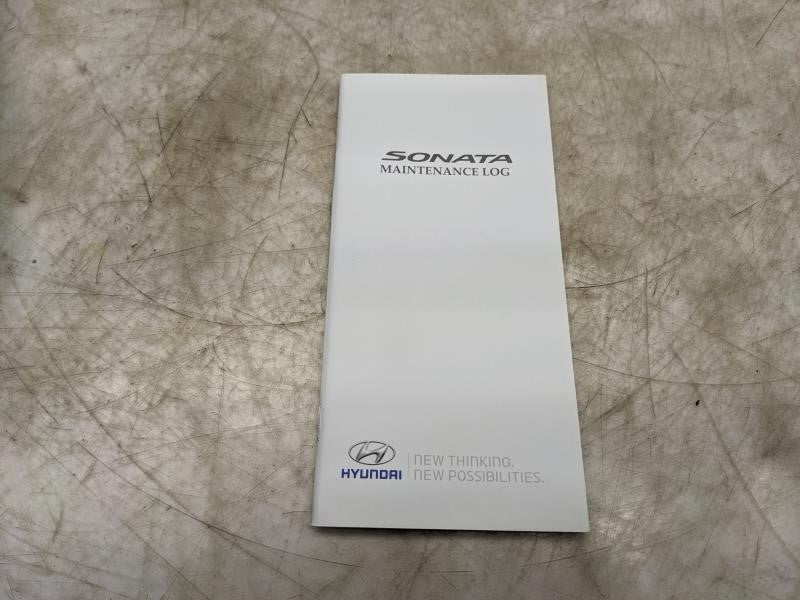 SONATA
MAINTENANCE LOG
HYUNDAI
NEW THINKING.
NEW POSSIBILITIES.